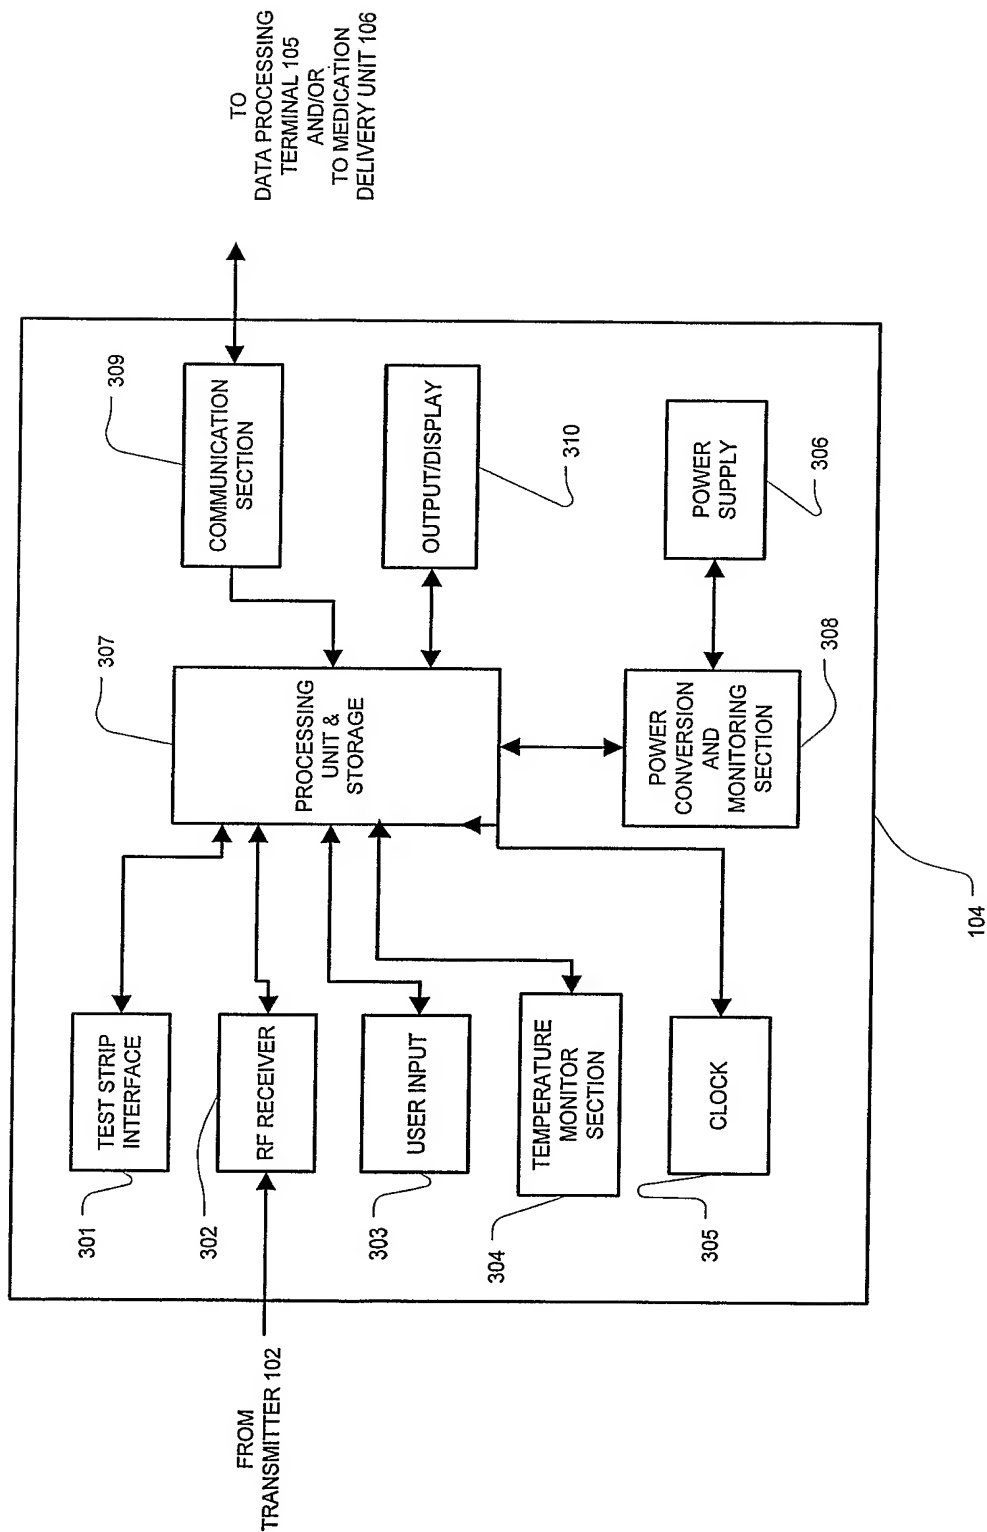 FROM
TRANSMITTER 102
301
TEST STRIP
INTERFACE
302
RF RECEIVER
303
USER INPUT
304
TEMPERATURE
MONITOR
SECTION
305
CLOCK
307
PROCESSING
UNIT &
STORAGE
POWER
CONVERSION
AND
MONITORING
SECTION
308
309
COMMUNICATION
SECTION
OUTPUT/DISPLAY
310
POWER
SUPPLY
306
104
TO
DATA PROCESSING
TERMINAL 105
AND/OR
TO MEDICATION
DELIVERY UNIT 106